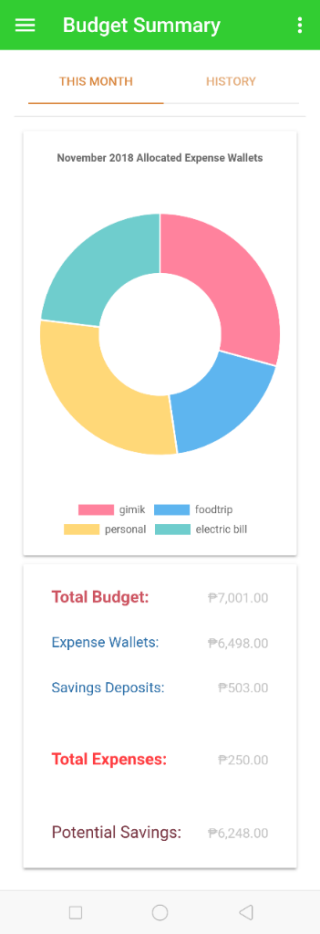 Budget Summary
THIS MONTH HISTORY
November 2018 Allocated Expense Wallets
gimik foodtrip
personal electric bill
Total Budget: ₱7,001.00
Expense Wallets: ₱6,498.00
Savings Deposits: ₱503.00
Total Expenses: ₱250.00
Potential Savings: ₱6,248.00